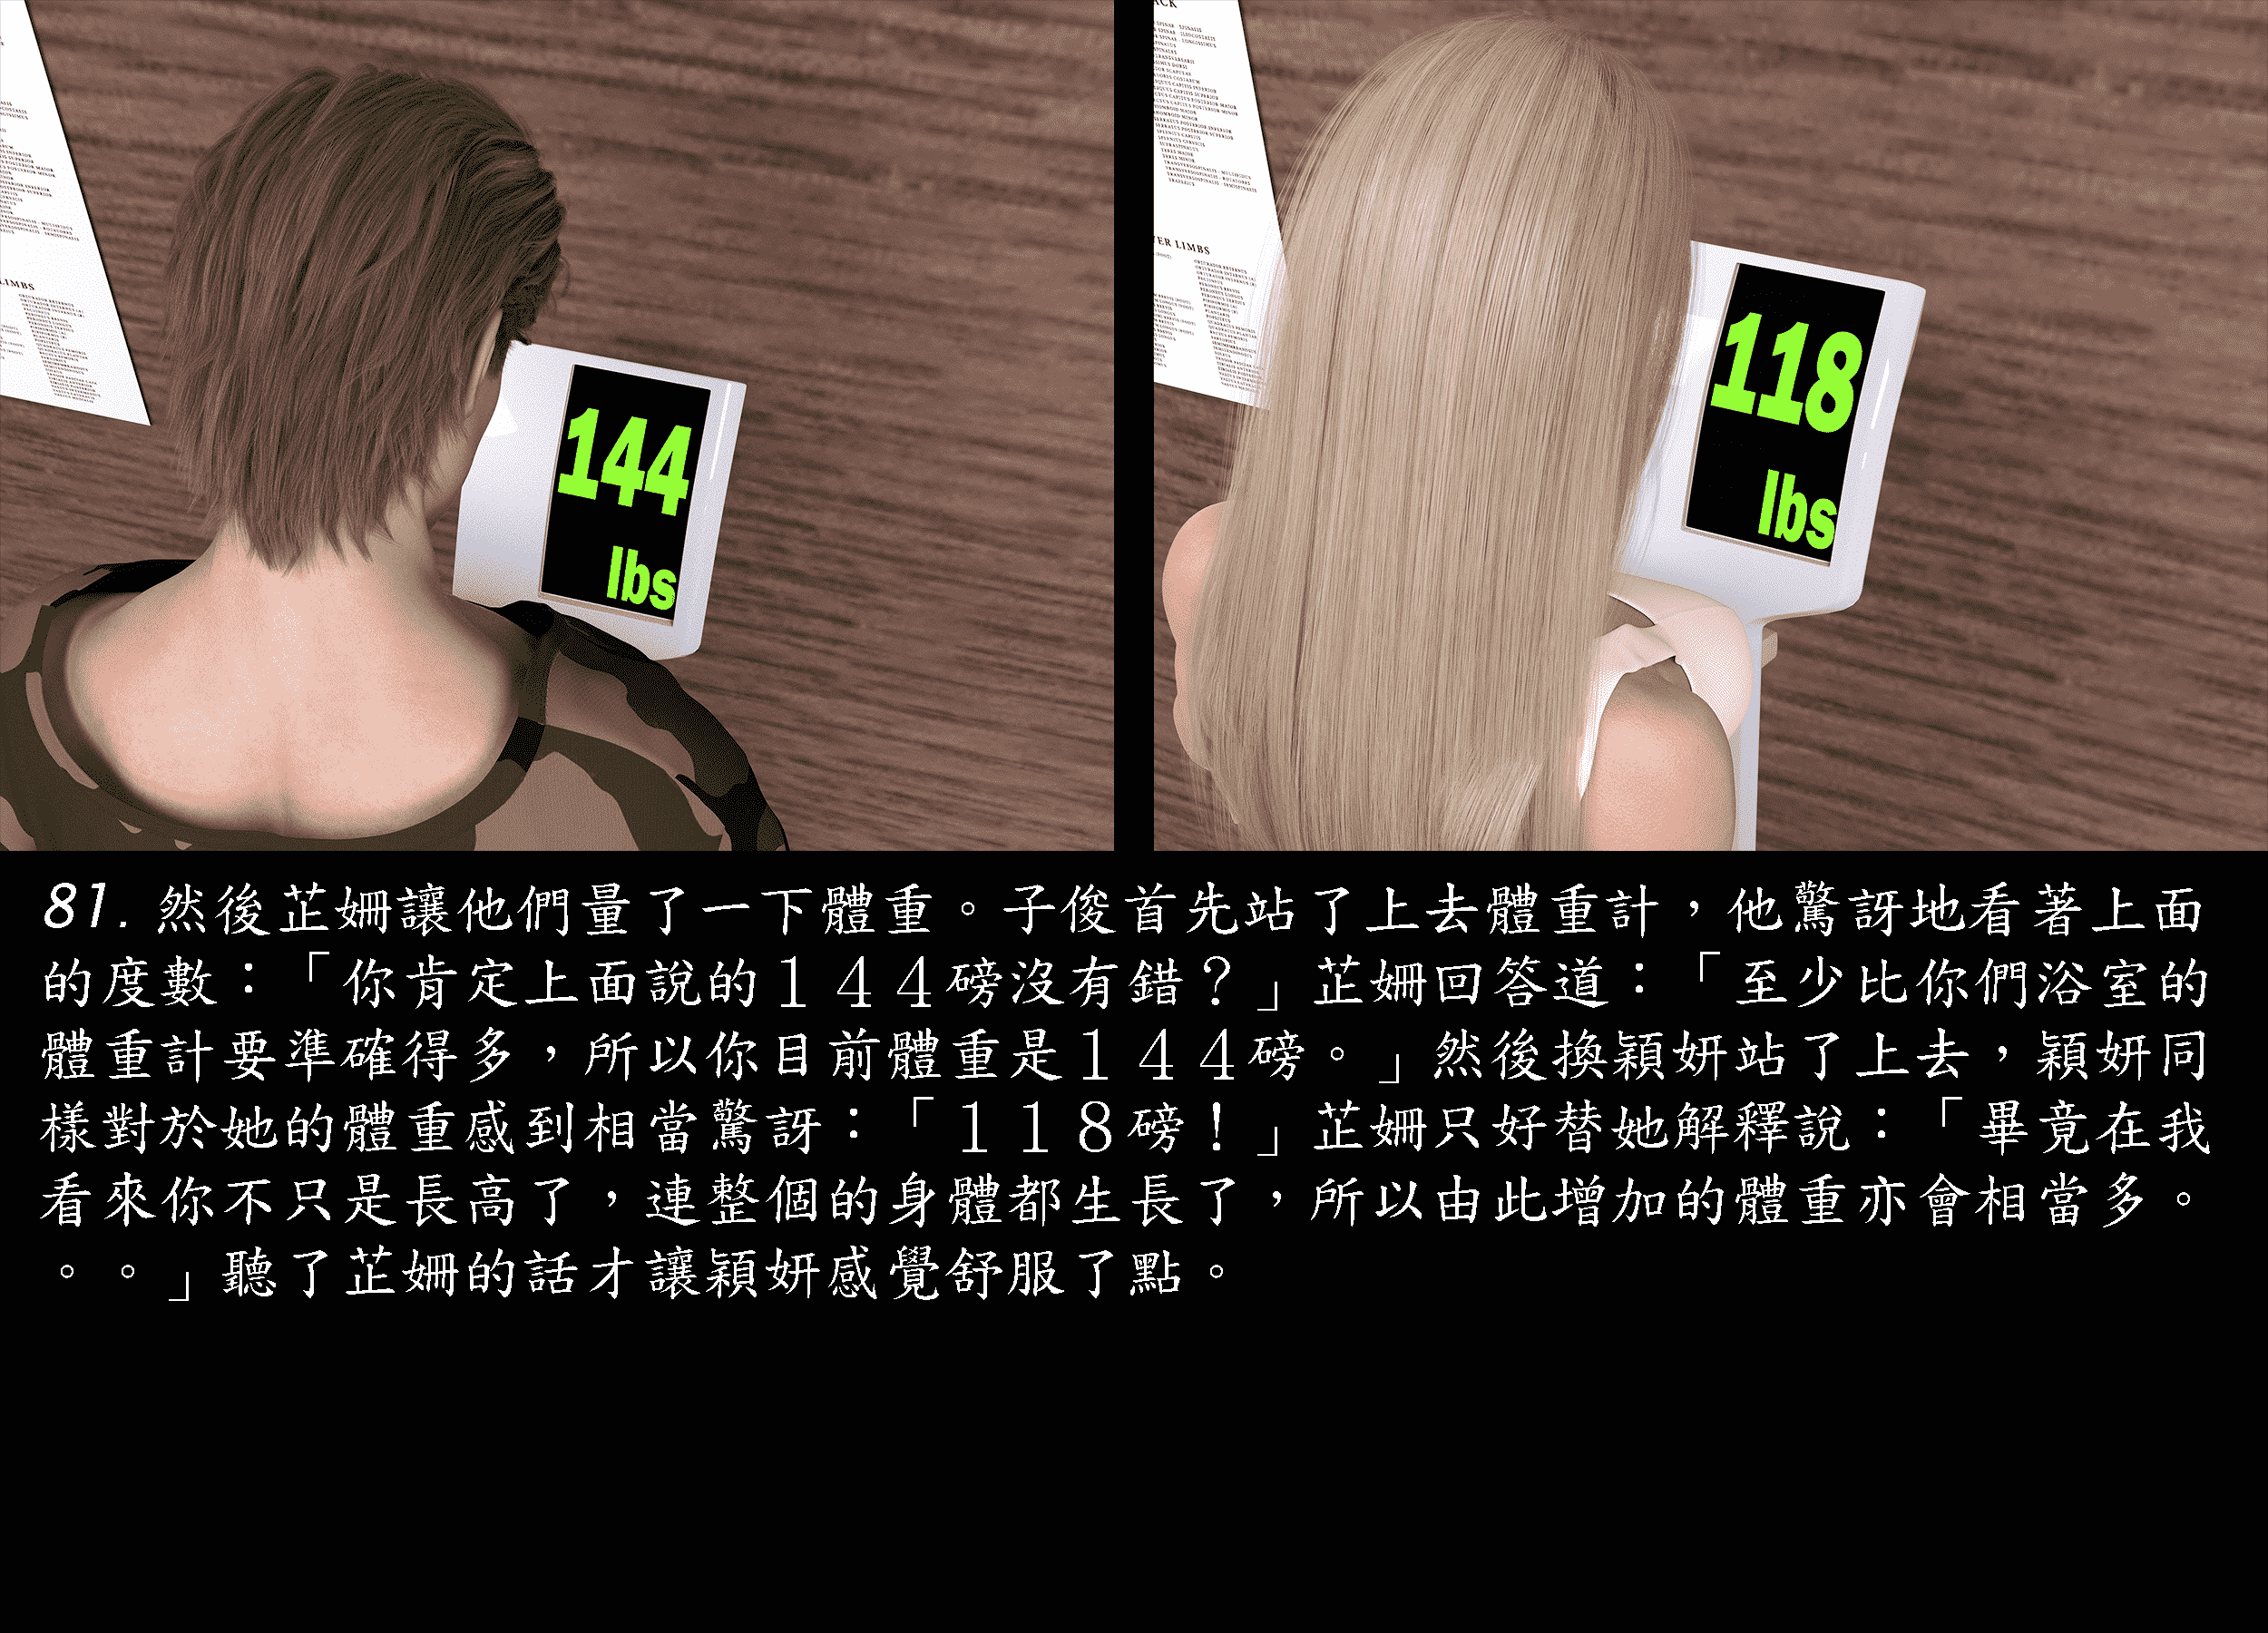 144
lbs
118
lbs
ACK
LIMBS
ER LIMBS
81. 然後芷姍讓他們量了一下體重。子俊首先站了上去體重計，他驚訝地看著上面
的度數：「你肯定上面說的１４４磅沒有錯？」芷姍回答道：「至少比你們浴室的
體重計要準確得多，所以你目前體重是１４４磅。」然後換穎妍站了上去，穎妍同
樣對於她的體重感到相當驚訝：「１１８磅！」芷姍只好替她解釋說：「畢竟在我
看來你不只是長高了，連整個的身體都生長了，所以由此增加的體重亦會相當多。
。。」聽了芷姍的話才讓穎妍感覺舒服了點。